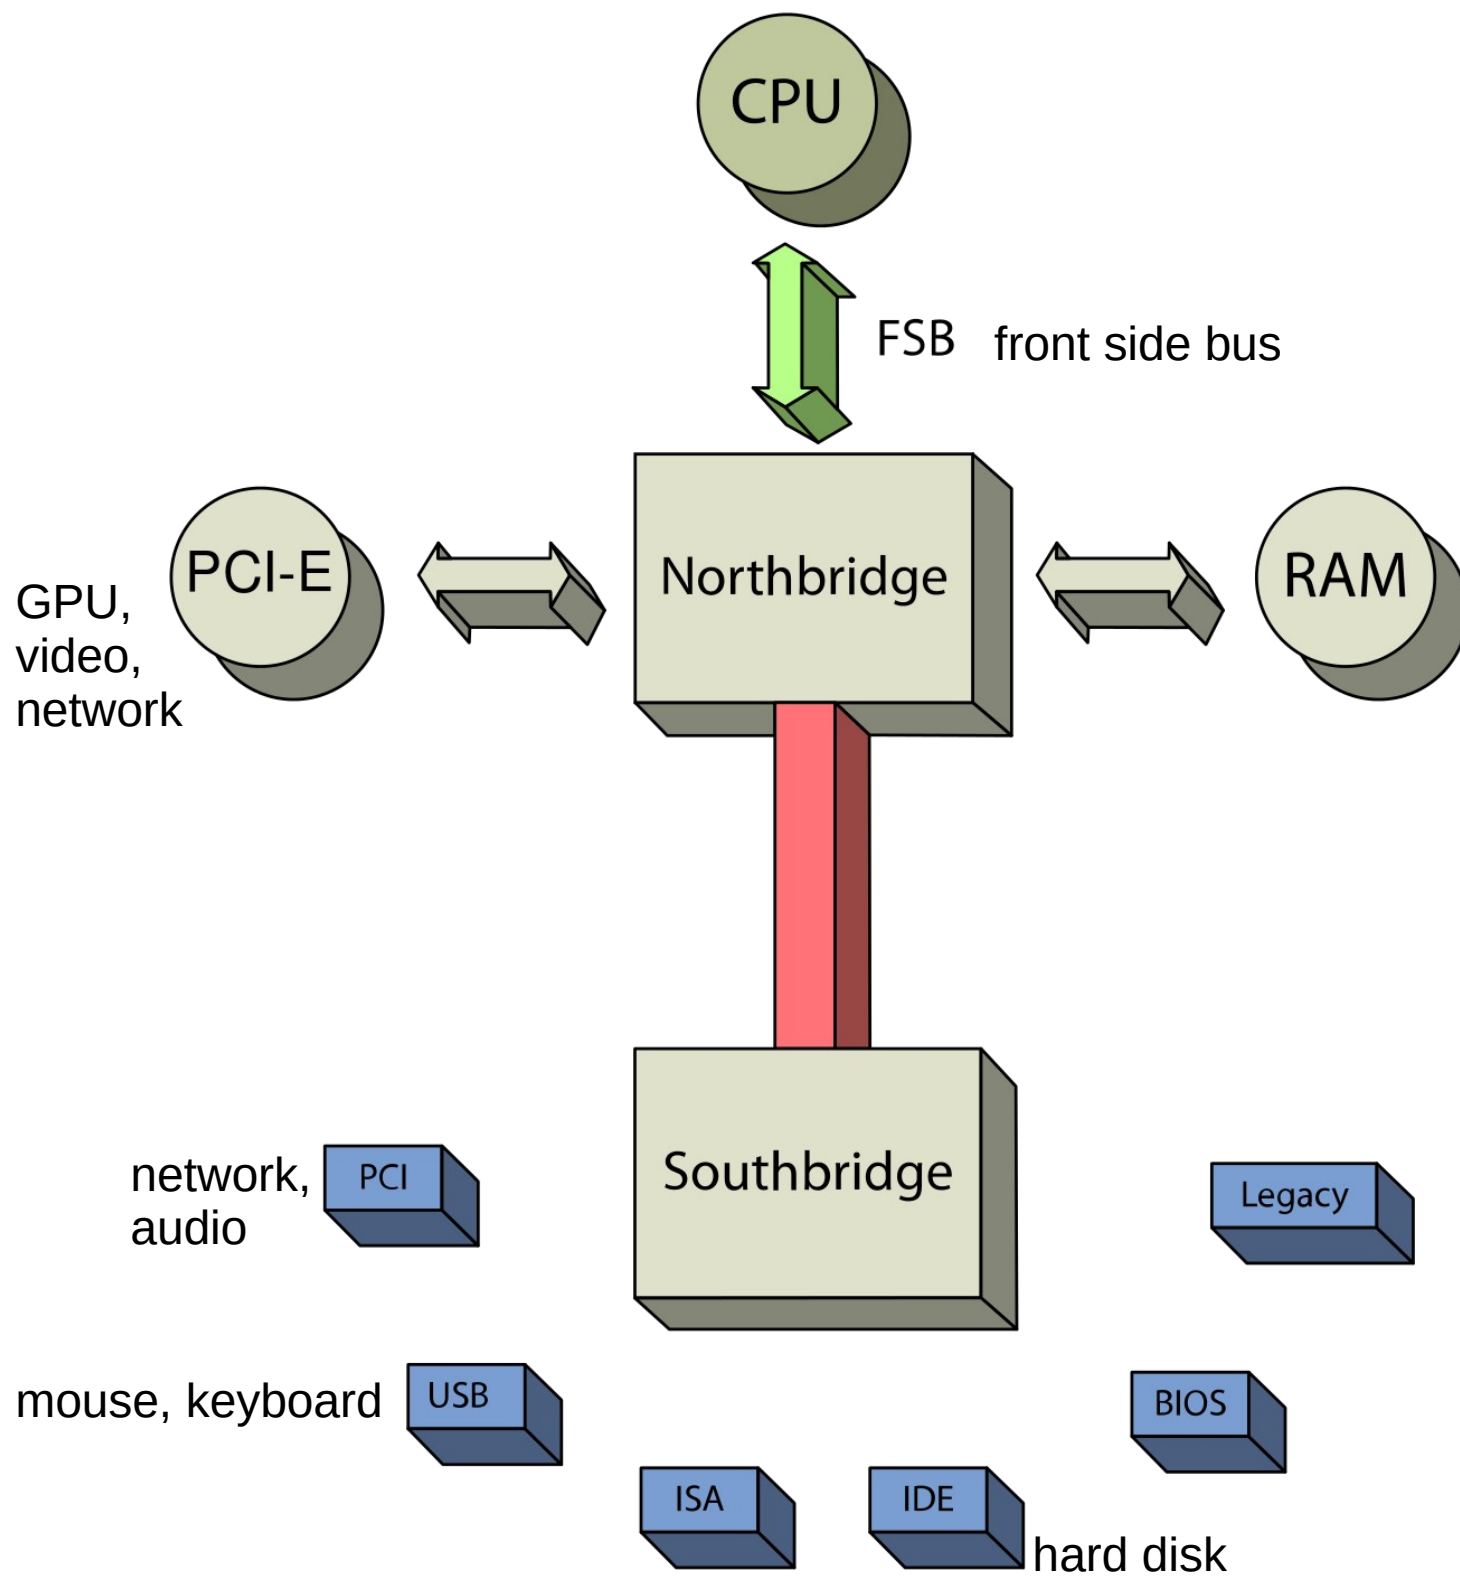 CPU
FSB front side bus
PCI-E
Northbridge
RAM
GPU,
video,
network
Southbridge
network,
audio
PCI
Legacy
mouse, keyboard
USB
BIOS
ISA
IDE
hard disk